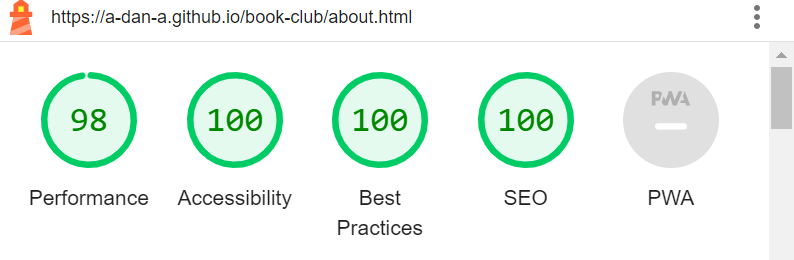 https://a-dan-a.github.io/book-club/about.html
98 100 100 100 PWA
Performance Accessibility Best Practices SEO PWA